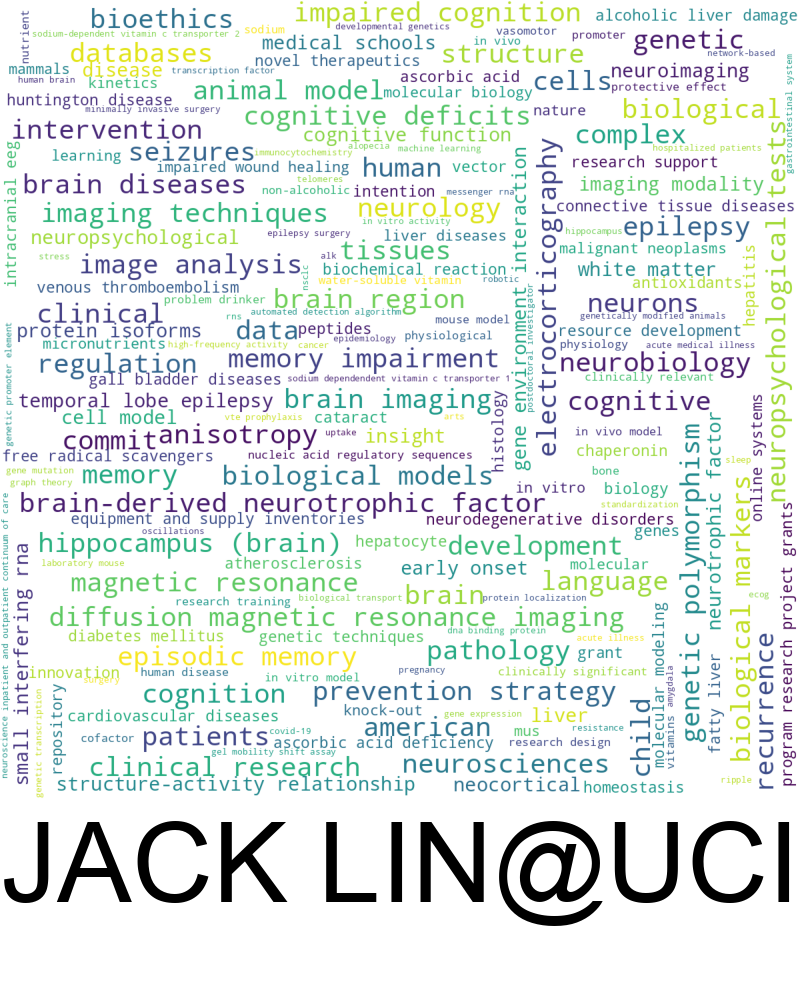 bioethics
impaired cognition
alcoholic liver damage
nutrient
developmental genetics
sodium-dependent vitamin c transporter 2
sodium
vasomotor
promoter
genetic
databases
medical schools
in vivo
structure
network-based
novel therapeutics
mammals
disease
transcription factor
neuroimaging
human brain
kinetics
ascorbic acid
cells
protective effect
gastrointestinal system
animal model
molecular biology
huntington disease
minimally invasive surgery
cognitive deficits
nature
biological
intervention
cognitive function
complex
learning
seizures
immunocytochemistry
alopecia
machine learning
hospitalized patients
impaired wound healing
human
vector
research support
intracranial eeg
telomeres
brain diseases
non-alcoholic
intention
messenger rna
imaging modality
imaging techniques
neurology
connective tissue diseases
in vitro activity
neuropsychological
epilepsy surgery
liver diseases
hippocampus
epilepsy
stress
tissues
malignant neoplasms
image analysis
alk
nsclc
biochemical reaction
robotic
white matter
water-soluble vitamin
antioxidants
hepatitis
venous thromboembolism
problem drinker
brain region
neurons
clinical
rns
automated detection algorithm
mouse model
genetically modified animals
protein isoforms
data
peptides
epidemiology
physiological
resource development
micronutrients
high-frequency activity
cancer
physiology
acute medical illness
regulation
memory impairment
neurobiology
gall bladder diseases
sodium dependendent vitamin c transporter 1
clinically relevant
temporal lobe epilepsy
brain imaging
cognitive
cell model
vte prophylaxis
cataract
arts
commit
anisotropy
uptake
insight
in vivo model
free radical scavengers
nucleic acid regulatory sequences
histology
chaperonin
gene mutation
graph theory
memory
biological models
bone
sleep
in vitro
biology
brain-derived neurotrophic factor
standardization
equipment and supply inventories
neurodegenerative disorders
oscillations
genes
hippocampus (brain)
hepatocyte
development
laboratory mouse
atherosclerosis
early onset
molecular
magnetic resonance
language
brain
biological transport
protein localization
ecog
research training
diffusion magnetic resonance imaging
diabetes mellitus
genetic techniques
dna binding protein
acute illness
episodic memory
pathology
grant
innovation
surgery
human disease
in vitro model
pregnancy
clinically significant
cognition
prevention strategy
cardiovascular diseases
knock-out
gene expression
liver
american
cofactor
patients
covid-19
mus
resistance
gel mobility shift assay
ascorbic acid deficiency
research design
clinical research
neurosciences
ripple
structure-activity relationship
neocortical
homeostasis
gene environment interaction
postdoctoral investigator
electrocorticography
neuropsychological tests
genetic promoter element
neuroscience inpatient and outpatient continuum of care
small interfering rna
genetic transcription
repository
child
molecular modeling
vitamins
amygdala
genetic polymorphism
neurotrophic factor
fatty liver
biological markers
online systems
recurrence
program research project grants
JACK LIN@UCI